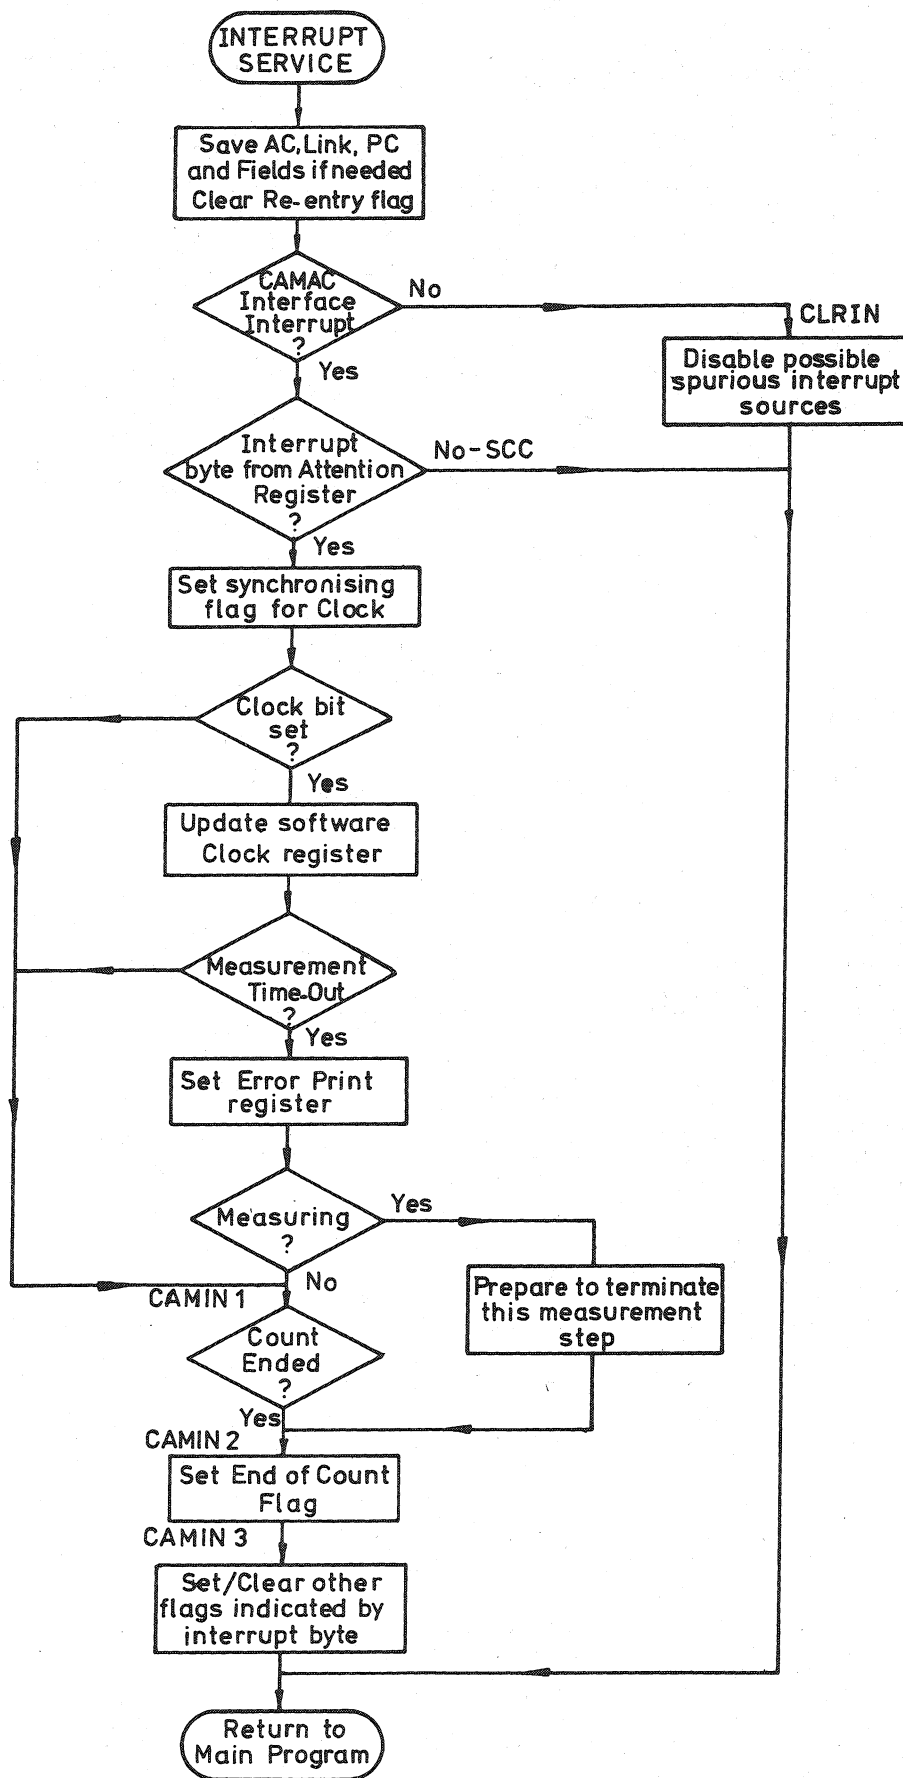 INTERRUPT
SERVICE
Save AC, Link, PC
and Fields if needed
Clear Re-entry flag
CAMAC
Interface
Interrupt
?
No
Yes
CLRIN
Disable possible
spurious interrupt
sources
Interrupt
byte from Attention
Register
?
No-SCC
Yes
Set synchronising
flag for Clock
Clock bit
set
?
Yes
Update software
Clock register
Measurement
Time-Out
?
Yes
Set Error Print
register
Measuring
?
Yes
No
Prepare to terminate
this measurement
step
CAMIN 1
Count
Ended
?
Yes
CAMIN 2
Set End of Count
Flag
CAMIN 3
Set/Clear other
flags indicated by
interrupt byte
Return to
Main Program